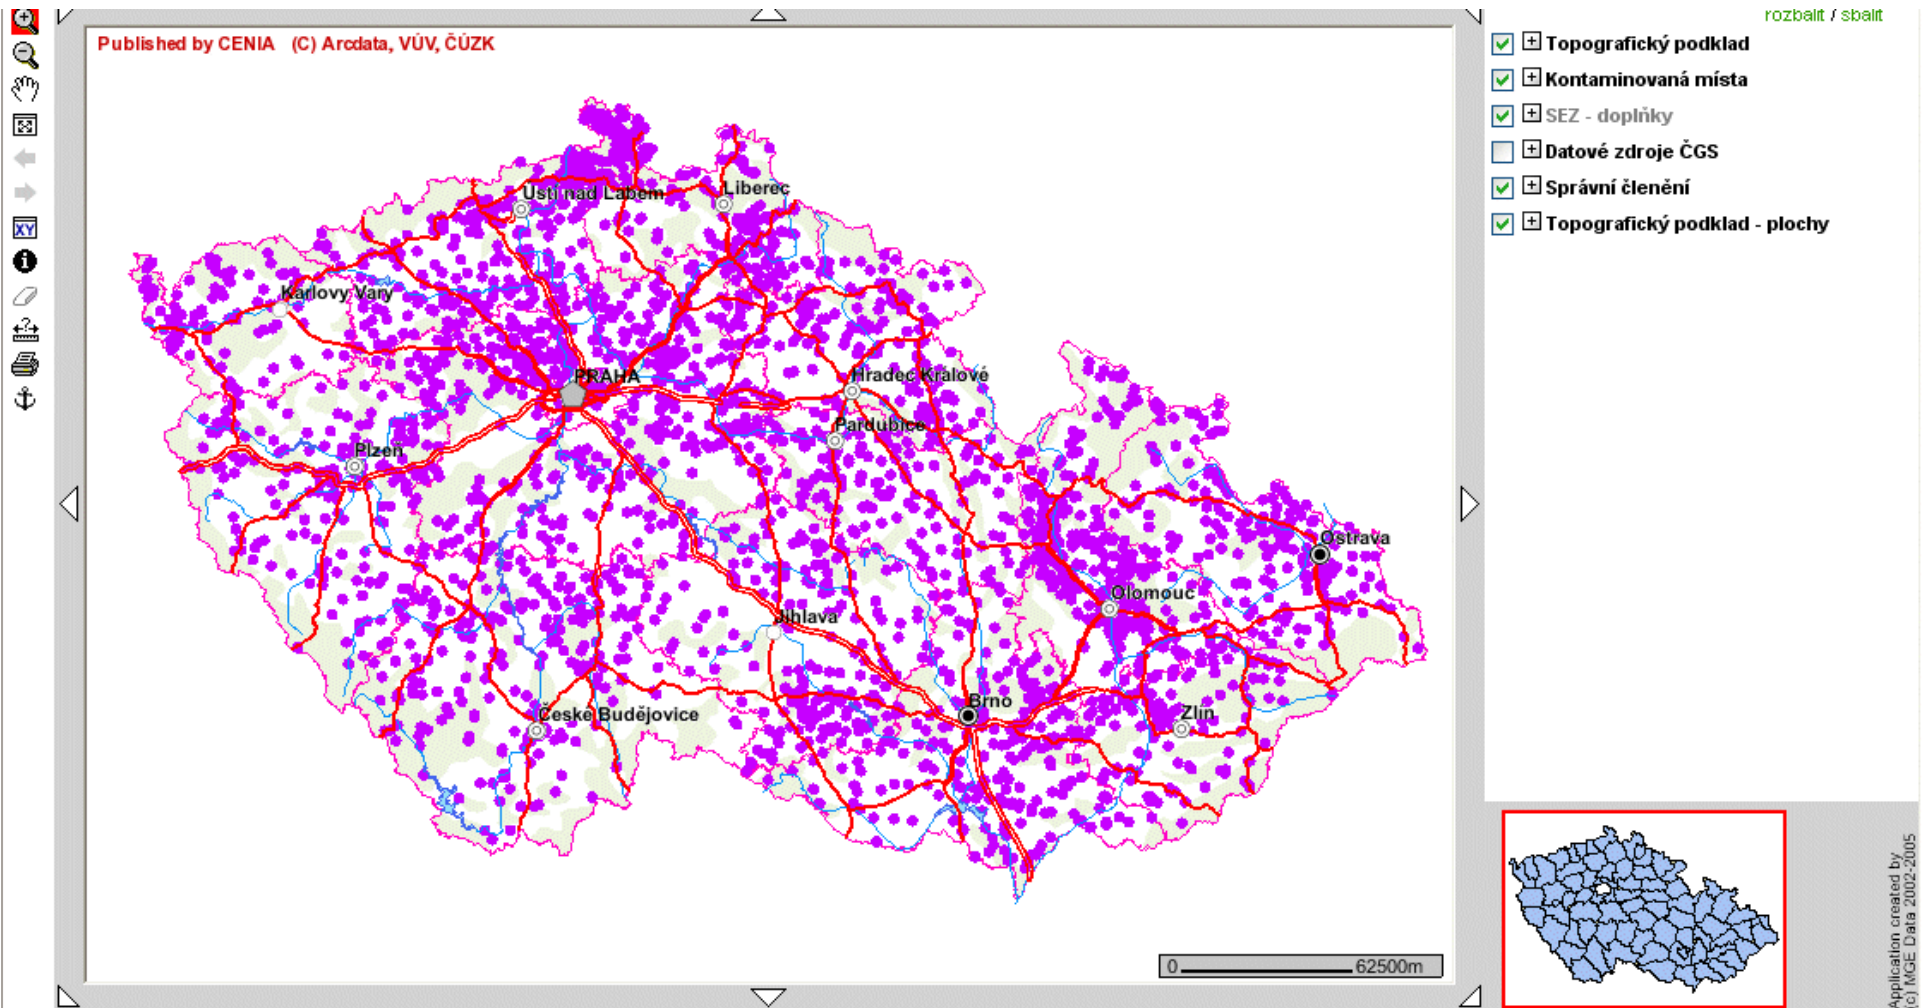 rozbalit / sbalit
Published by CENIA (C) Arcdata, VÚV, ČÚZK
Topografický podklad
Kontaminovaná místa
SEZ - doplňky
Datové zdroje ČGS
Správní členění
Topografický podklad - plochy
XY
Ústí nad Labem
Liberec
Karlovy Vary
PRAHA
Hradec Králové
Pardubice
Plzeň
Ostrava
Olomouc
Jihlava
Brno
České Budějovice
Zlín
0 62500m
Application created by
(c) MGE Data 2002-2005